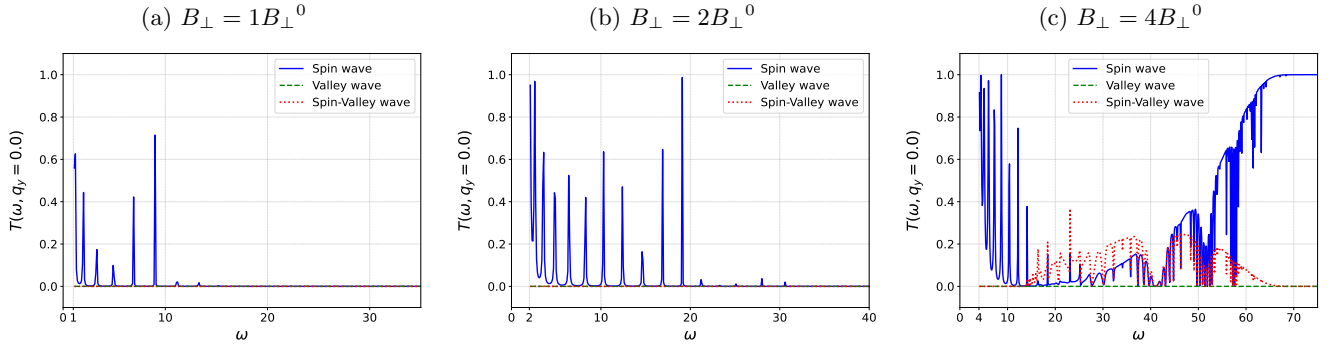 (a) B⊥ = 1B⊥⁰
T(ω, q_y = 0.0)
1.0
0.8
0.6
0.4
0.2
0.0
Spin wave
Valley wave
Spin-Valley wave
0 1 10 20 30
ω
(b) B⊥ = 2B⊥⁰
T(ω, q_y = 0.0)
1.0
0.8
0.6
0.4
0.2
0.0
Spin wave
Valley wave
Spin-Valley wave
0 2 10 20 30 40
ω
(c) B⊥ = 4B⊥⁰
T(ω, q_y = 0.0)
1.0
0.8
0.6
0.4
0.2
0.0
Spin wave
Valley wave
Spin-Valley wave
0 4 10 20 30 40 50 60 70
ω